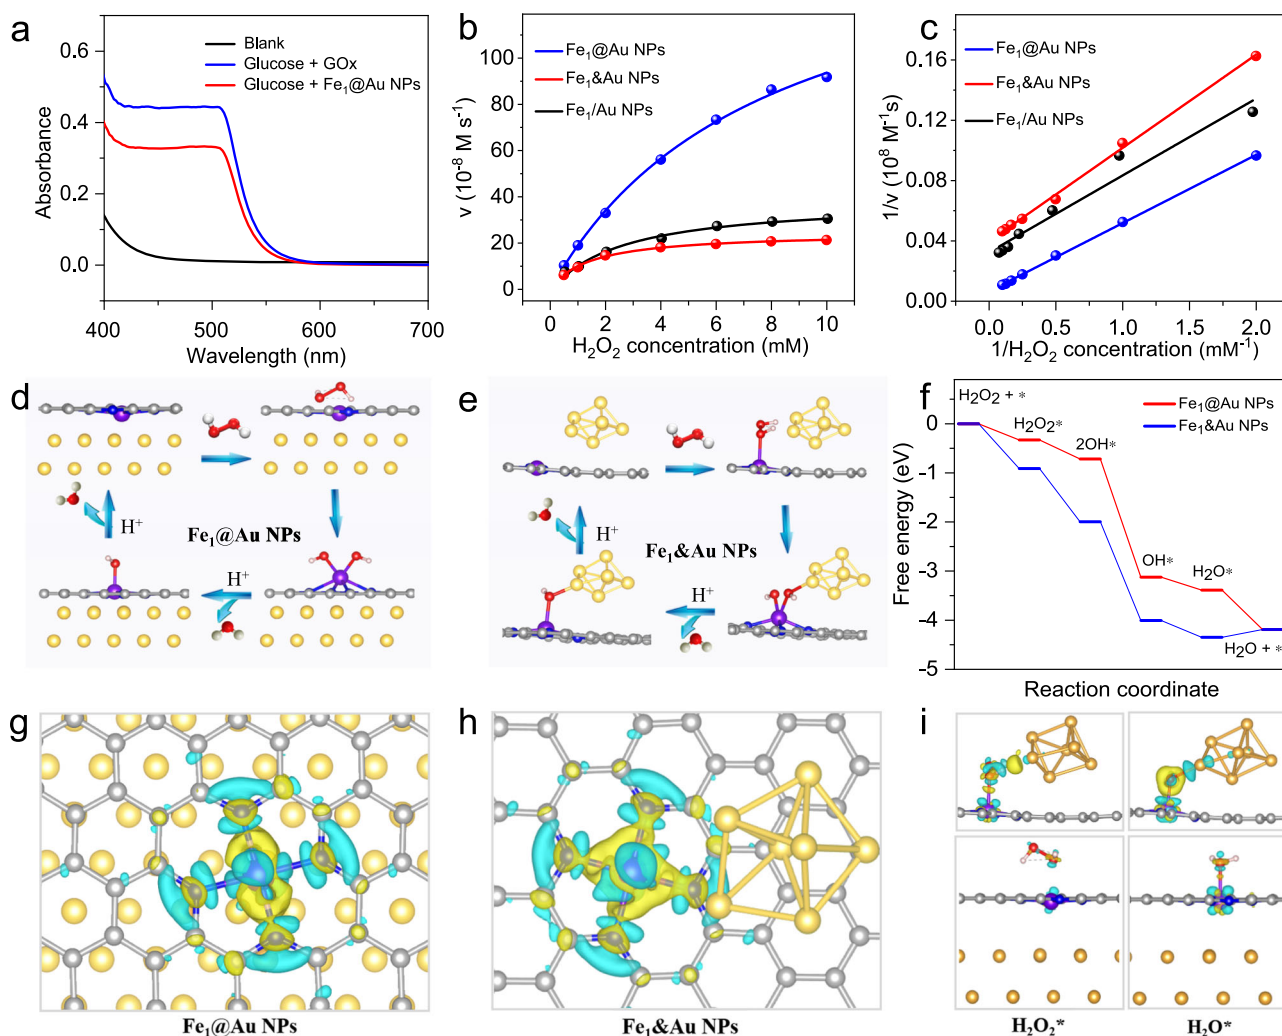 a
Blank
Glucose + GOx
Glucose + Fe₁@Au NPs
0.6
0.4
0.2
0.0
Absorbance
400
500
600
700
Wavelength (nm)
b
Fe₁@Au NPs
Fe₁&Au NPs
Fe₁/Au NPs
100
80
60
40
20
0
v (10⁻⁸ M s⁻¹)
0
2
4
6
8
10
H₂O₂ concentration (mM)
c
Fe₁@Au NPs
Fe₁&Au NPs
Fe₁/Au NPs
0.16
0.12
0.08
0.04
0.00
1/v (10⁸ M⁻¹s)
0.0
0.5
1.0
1.5
2.0
1/H₂O₂ concentration (mM⁻¹)
d
H⁺
Fe₁@Au NPs
H⁺
e
H⁺
Fe₁&Au NPs
H⁺
f
H₂O₂ + *
Fe₁@Au NPs
Fe₁&Au NPs
H₂O₂*
2OH*
OH*
H₂O*
H₂O + *
0
-1
-2
-3
-4
-5
Free energy (eV)
Reaction coordinate
g
Fe₁@Au NPs
h
Fe₁&Au NPs
i
H₂O₂*
H₂O*